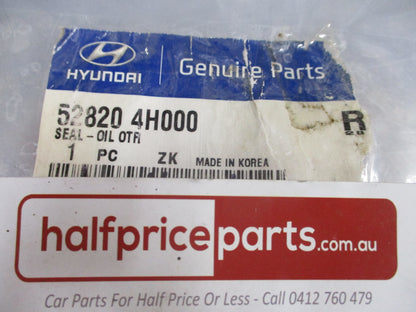 HYUNDAI
Genuine Parts
52820 4H000
SEAL-OIL OTR
1 PC ZK MADE IN KOREA
R
halfpriceparts.com.au
Car Parts For Half Price Or Less - Call 0412 760 479